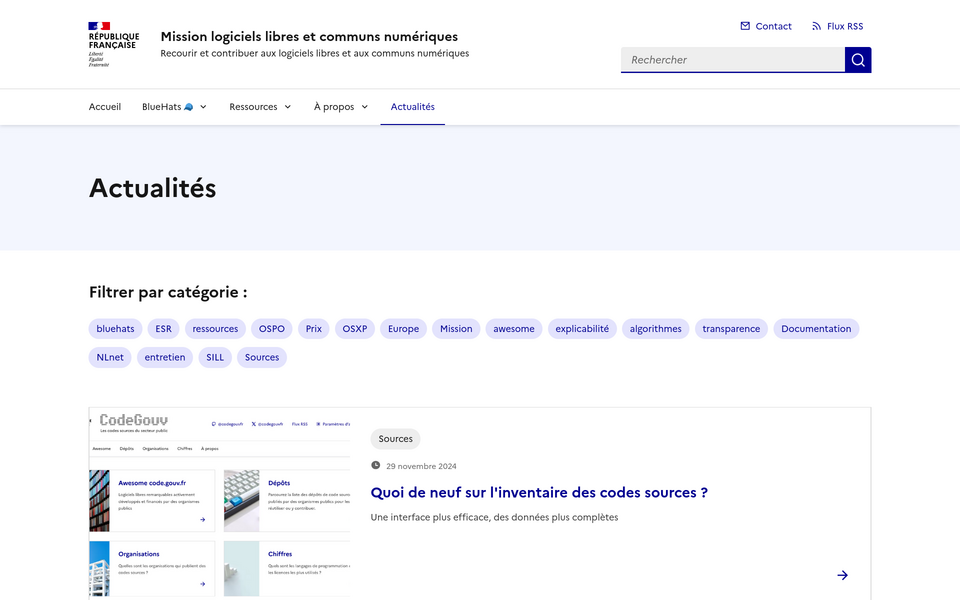 RÉPUBLIQUE
FRANÇAISE
Liberté
Égalité
Fraternité
Mission logiciels libres et communs numériques
Recourir et contribuer aux logiciels libres et aux communs numériques
Contact
Flux RSS
Rechercher
Accueil
BlueHats
Ressources
À propos
Actualités
Actualités
Filtrer par catégorie :
bluehats ESR ressources OSPO Prix OSXP Europe Mission awesome explicabilité algorithmes transparence Documentation
NLnet entretien SILL Sources
CodeGouv
Les codes sources du secteur public
@codegouvfr
@codegouvfr
Flux RSS
Paramètres d'a
Awesome Dépôts Organisations Chiffres À propos
Awesome code.gouv.fr
Logiciels libres remarquables activement
développés et financés par des organismes
publics
Dépôts
Parcourez la liste des dépôts de code sourc
publiés par des organismes publics pour les
réutiliser ou y contribuer.
Organisations
Quelles sont les organisations qui publient des
codes sources ?
Chiffres
Quels sont les langages de programmation e
les licences les plus utilisés ?
Sources
29 novembre 2024
Quoi de neuf sur l'inventaire des codes sources ?
Une interface plus efficace, des données plus complètes